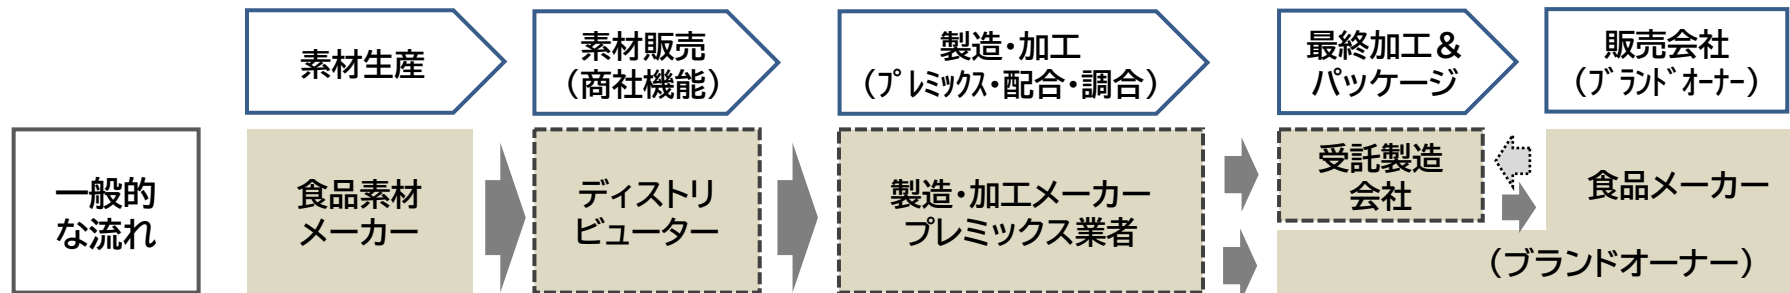 素材生産
素材販売
（商社機能）
製造・加工
（ﾌﾟﾚﾐｯｸｽ・配合・調合）
最終加工＆
パッケージ
販売会社
（ﾌﾞﾗﾝﾄﾞｵｰﾅｰ）
一般的
な流れ
食品素材
メーカー
ディストリ
ビューター
製造・加工メーカー
プレミックス業者
受託製造
会社
食品メーカー
（ブランドオーナー）